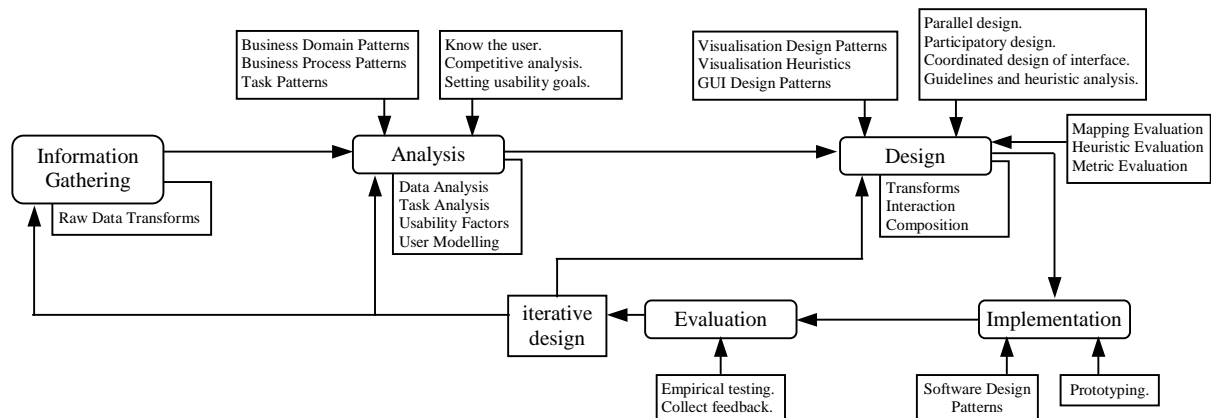 Business Domain Patterns
Business Process Patterns
Task Patterns
Know the user.
Competitive analysis.
Setting usability goals.
Visualisation Design Patterns
Visualisation Heuristics
GUI Design Patterns
Parallel design.
Participatory design.
Coordinated design of interface.
Guidelines and heuristic analysis.
Mapping Evaluation
Heuristic Evaluation
Metric Evaluation
Information
Gathering
Raw Data Transforms
Analysis
Data Analysis
Task Analysis
Usability Factors
User Modelling
Design
Transforms
Interaction
Composition
iterative
design
Evaluation
Implementation
Empirical testing.
Collect feedback.
Software Design
Patterns
Prototyping.